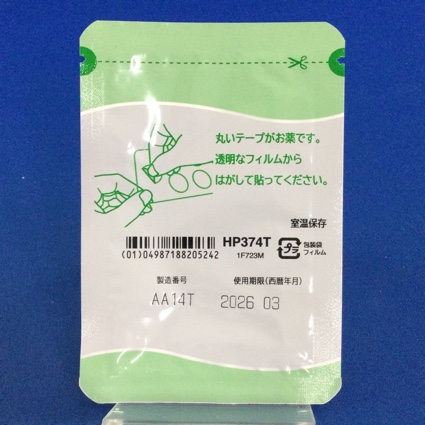 丸いテープがお薬です。
透明なフィルムから
はがして貼ってください。
室温保存
HP374T
1F723M
(01)04987188205242
プラ
包装袋
フィルム
製造番号
使用期限(西暦年月)
AA14T
2026 03